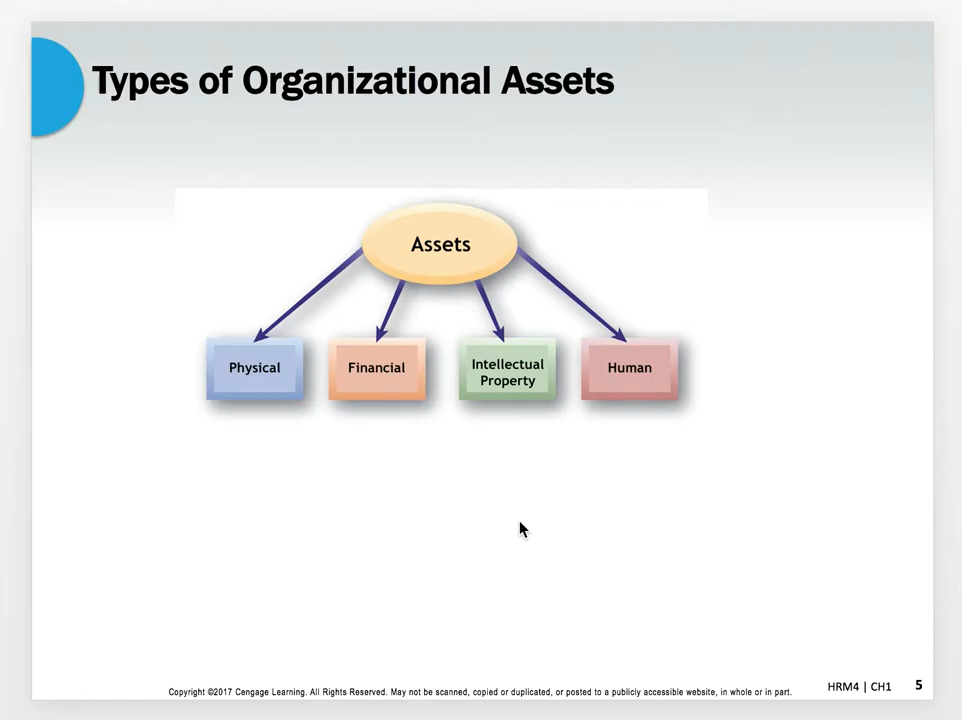 Types of Organizational Assets
Assets
Physical
Financial
Intellectual
Property
Human
Copyright ©2017 Cengage Learning. All Rights Reserved. May not be scanned, copied or duplicated, or posted to a publicly accessible website, in whole or in part.
HRM4 | CH1
5